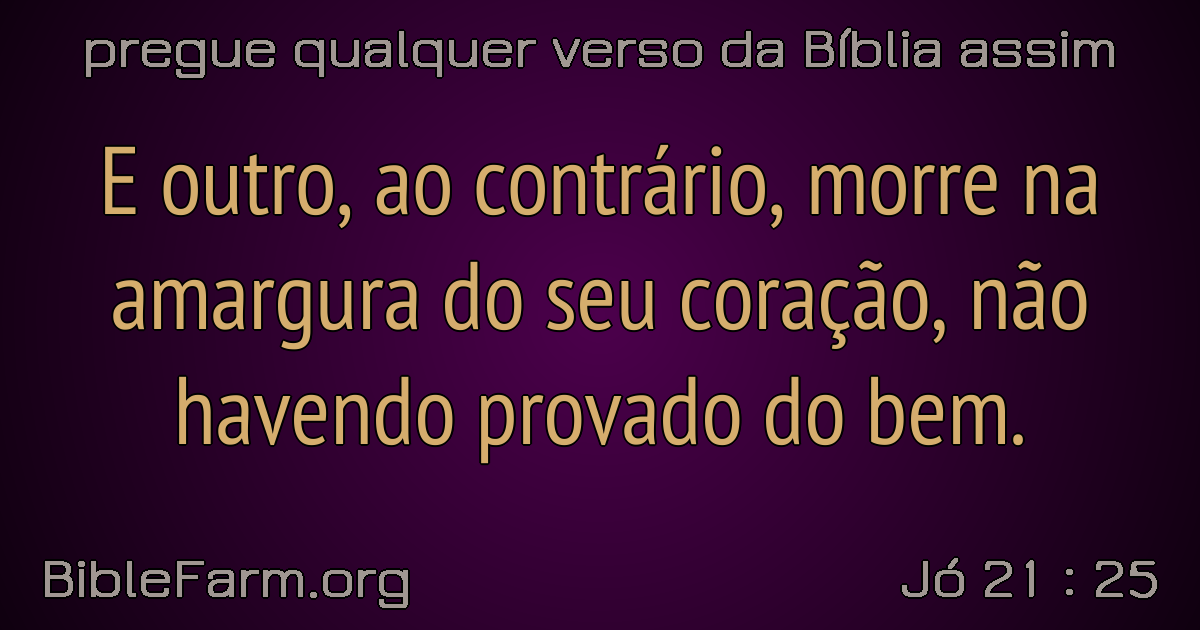 pregue qualquer verso da Bíblia assim
E outro, ao contrário, morre na
amargura do seu coração, não
havendo provado do bem.
BibleFarm.org
Jó 21 : 25